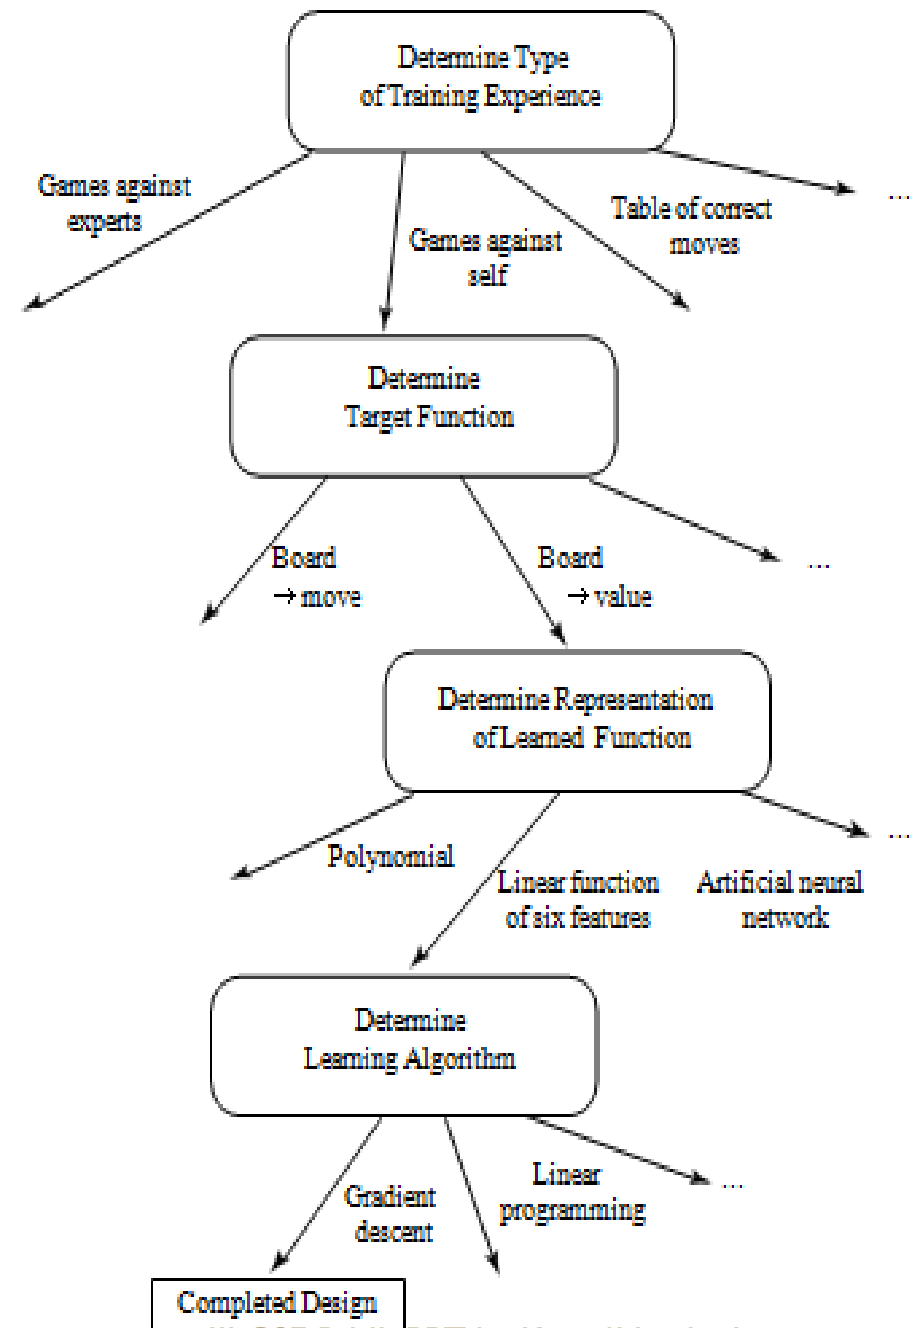 Determine Type
of Training Experience
Games against
experts
Games against
self
Table of correct
moves
...
Determine
Target Function
Board
→ move
Board
→ value
...
Determine Representation
of Learned Function
Polynomial
Linear function
of six features
Artificial neural
network
...
Determine
Learning Algorithm
Gradient
descent
Linear
programming
...
Completed Design